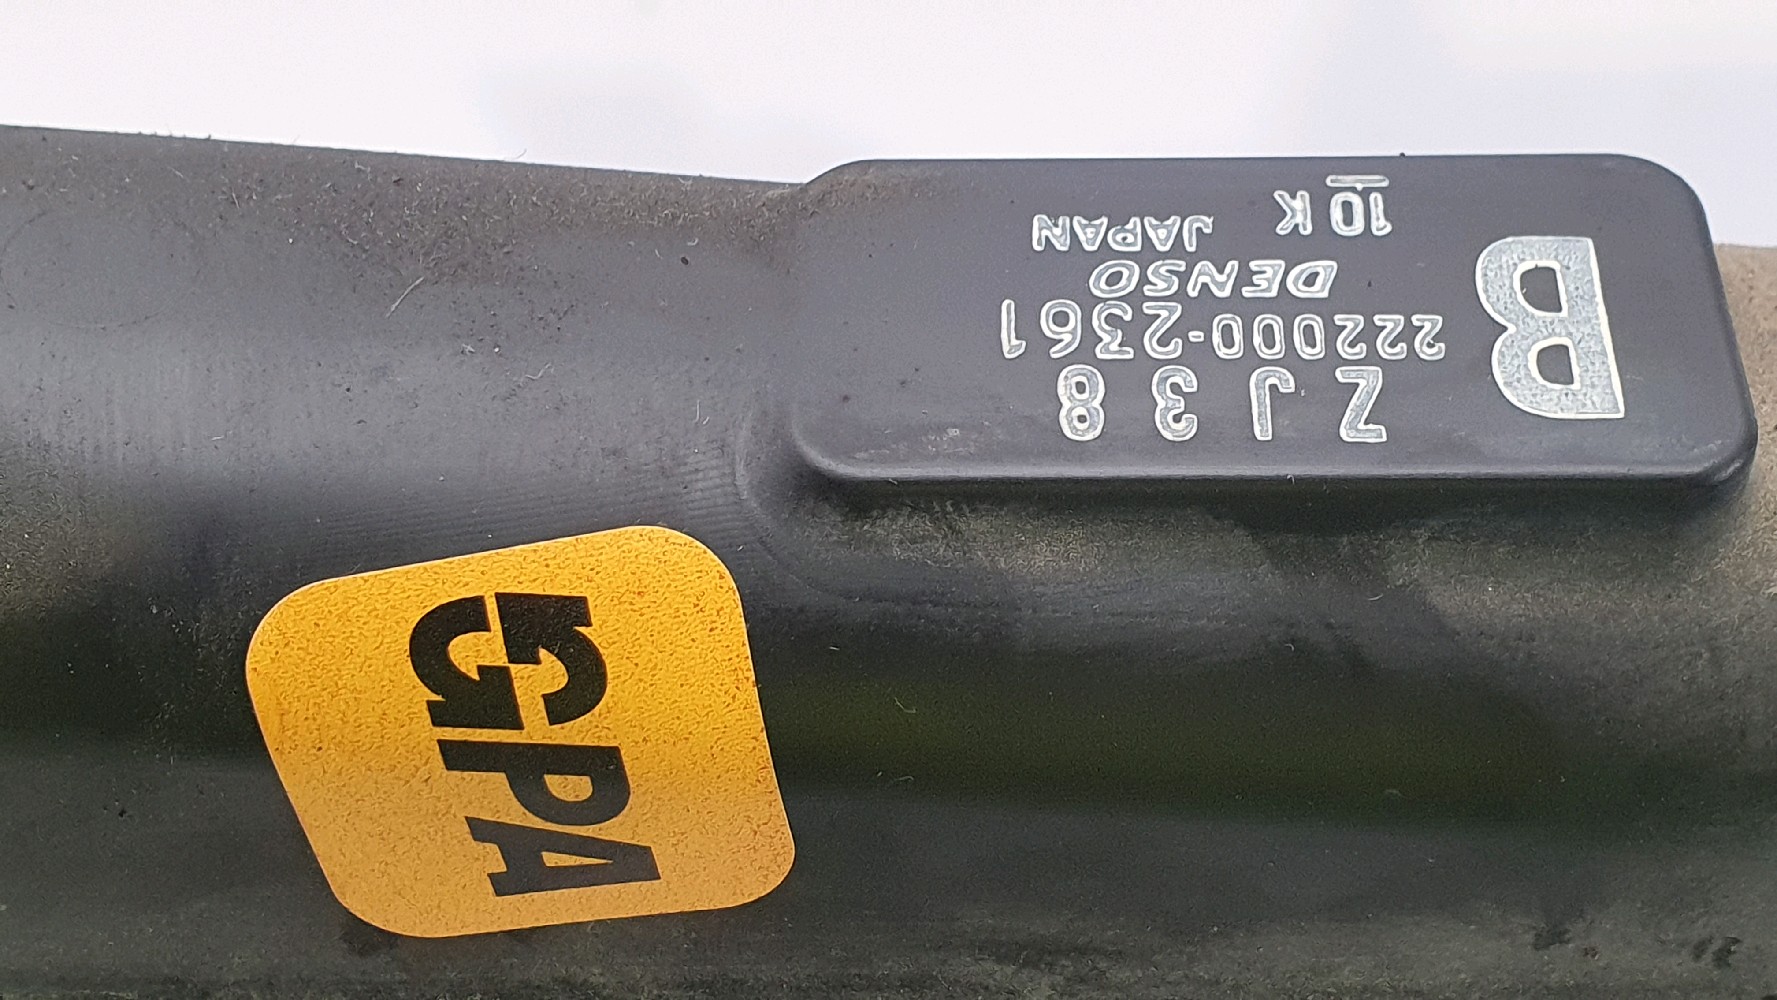 B
ZJ38
222000-2361
DENSO
10K JAPAN
GPA